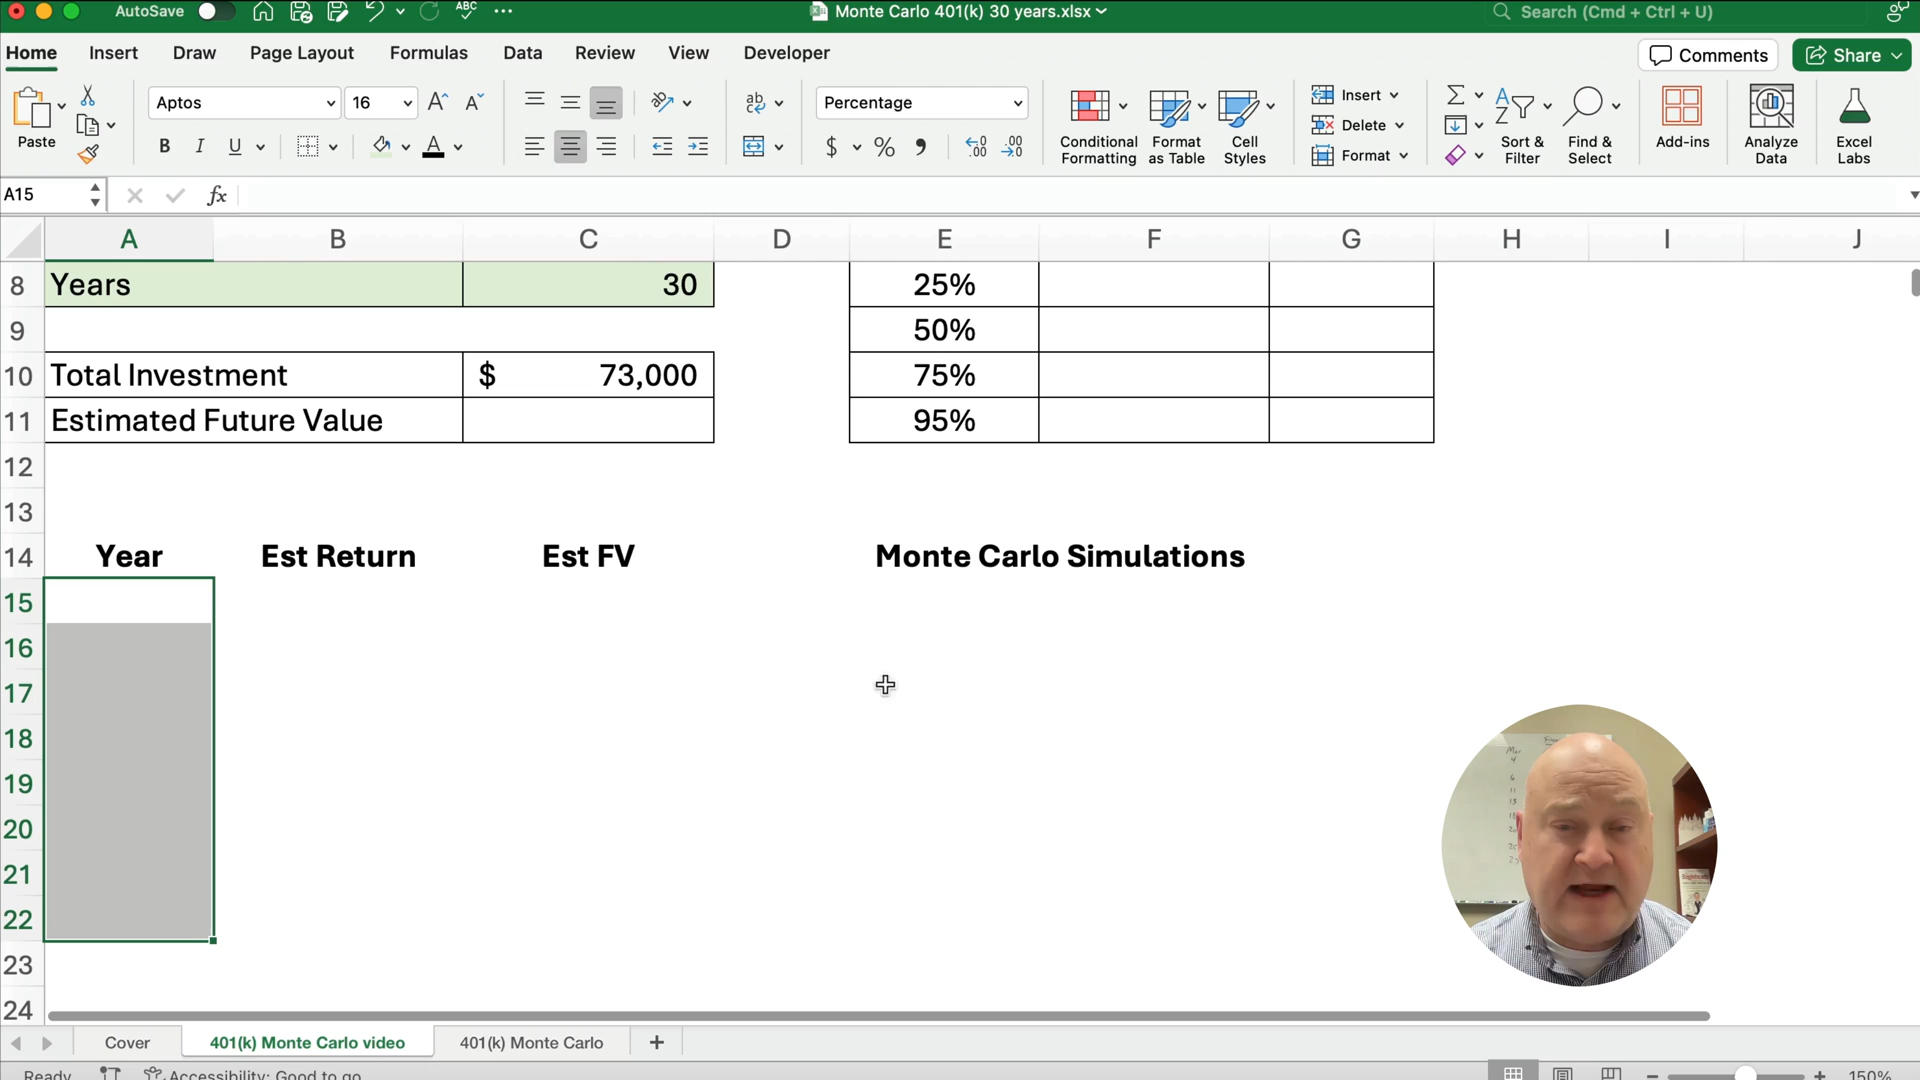 AutoSave
ABC
Monte Carlo 401(k) 30 years.xlsx
Search (Cmd + Ctrl + U)
Home Insert Draw Page Layout Formulas Data Review View Developer
Comments
Share
Paste
Aptos
16
B I U
ab
Percentage
$ % ,
Conditional Formatting
Format as Table
Cell Styles
Insert
Delete
Format
Sort & Filter
Find & Select
Add-ins
Analyze Data
Excel Labs
A15
fx
A B C D E F G H I J
8 Years 30 25%
9 50%
10 Total Investment $ 73,000 75%
11 Estimated Future Value 95%
12
13
14 Year Est Return Est FV Monte Carlo Simulations
15
16
17
18
19
20
21
22
23
24
Cover 401(k) Monte Carlo video 401(k) Monte Carlo +
Ready Accessibility: Good to go
150%